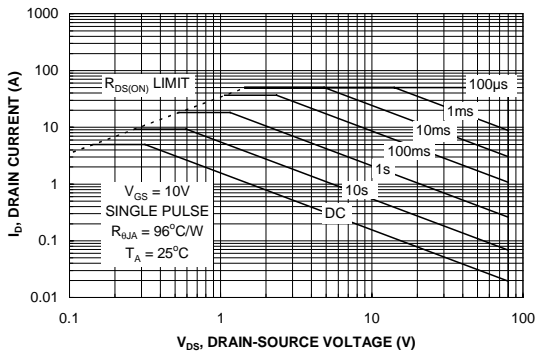 1000
100
10
1
0.1
0.01
I_D, DRAIN CURRENT (A)
R_DS(ON) LIMIT
100µs
1ms
10ms
100ms
1s
10s
DC
V_GS = 10V
SINGLE PULSE
R_θJA = 96°C/W
T_A = 25°C
0.1 1 10 100
V_DS, DRAIN-SOURCE VOLTAGE (V)